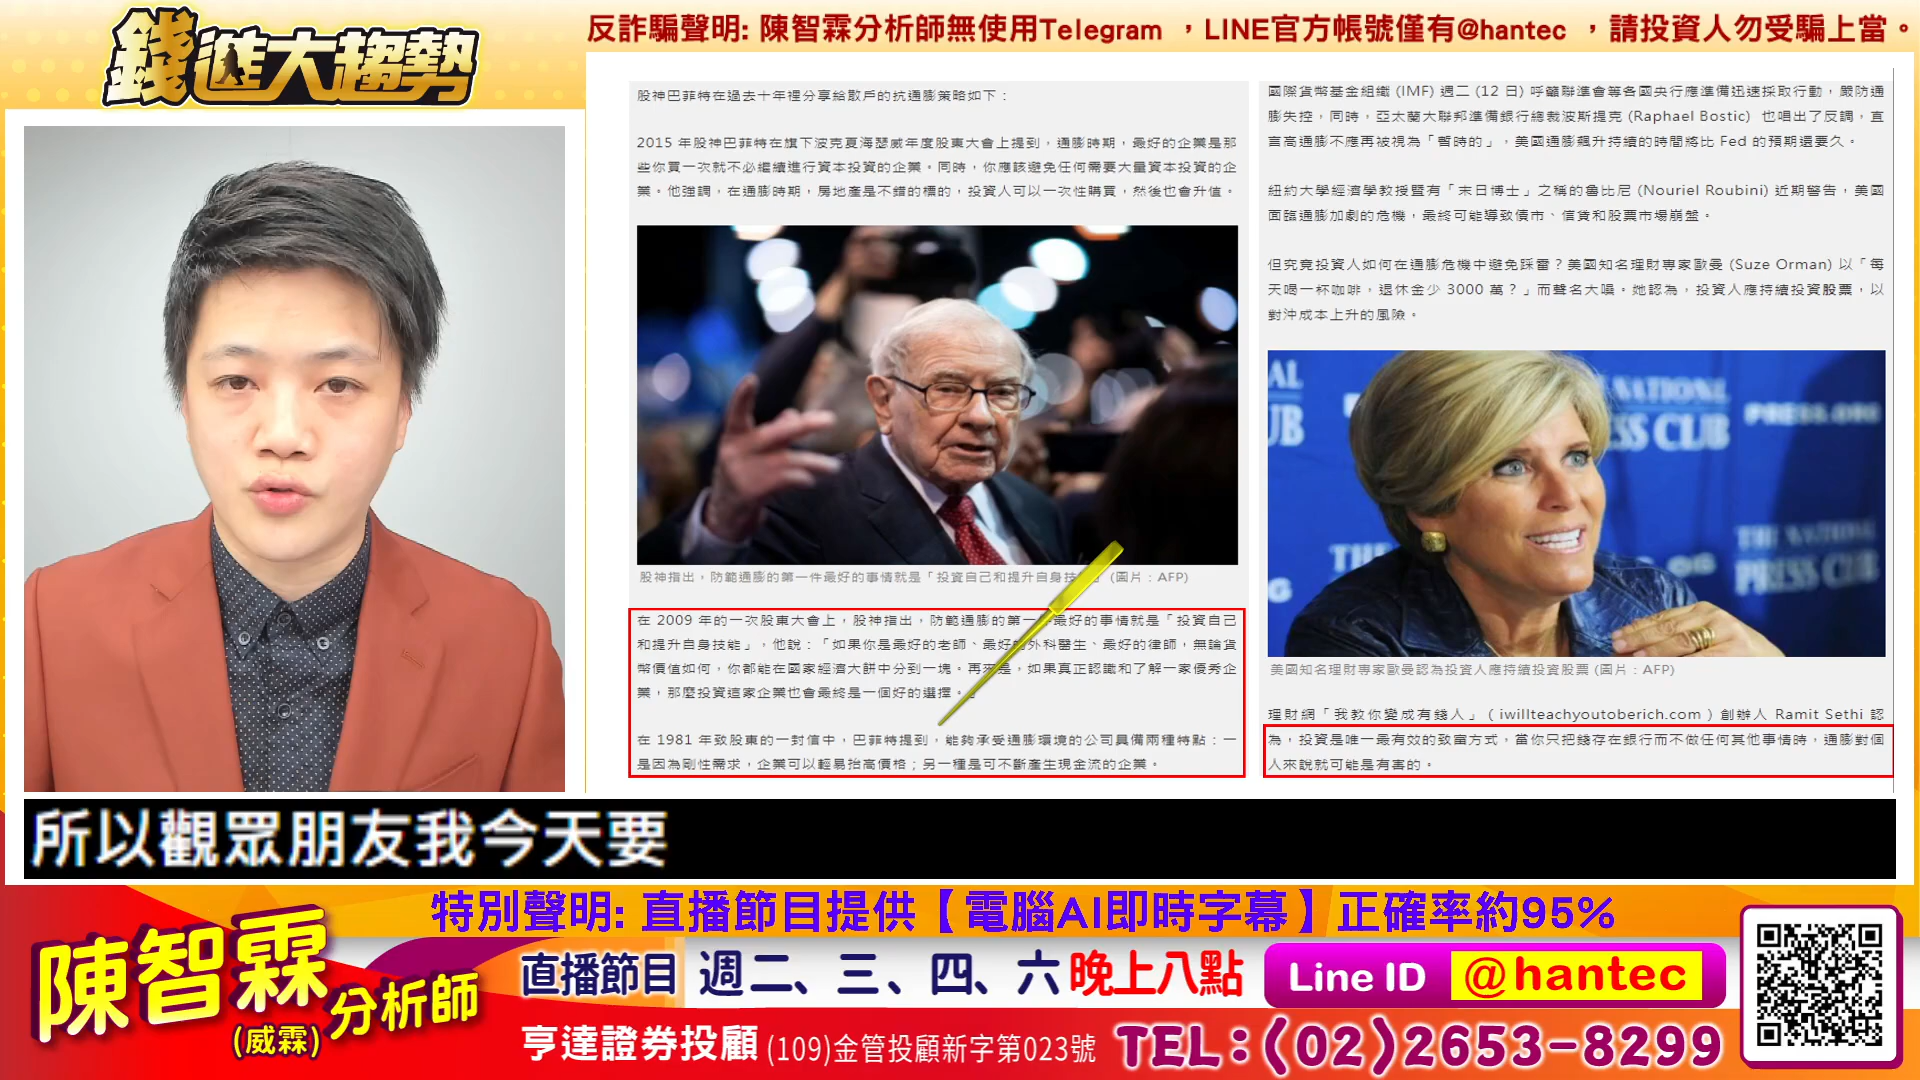 錢進大趨勢
反詐騙聲明: 陳智霖分析師無使用Telegram ，LINE官方帳號僅有@hantec ，請投資人勿受騙上當。
股神巴菲特在過去十年裡分享給散戶的抗通膨策略如下：
2015 年股神巴菲特在旗下波克夏海瑟威年度股東大會上提到，通膨時期，最好的企業是那
些你買一次就不必繼續進行資本投資的企業。同時，你應該避免任何需要大量資本投資的企
業。他強調，在通膨時期，房地產是不錯的標的，投資人可以一次性購買，然後也會升值。
股神指出，防範通膨的第一件最好的事情就是「投資自己和提升自身技 (圖片：AFP)
在 2009 年的一次股東大會上，股神指出，防範通膨的第一 最好的事情就是「投資自己
和提升自身技能」，他說：「如果你是最好的老師、最好 外科醫生、最好的律師，無論貨
幣價值如何，你都能在國家經濟大餅中分到一塊。再 是，如果真正認識和了解一家優秀企
業，那麼投資這家企業也會最終是一個好的選擇。
在 1981 年致股東的一封信中，巴菲特提到，能夠承受通膨環境的公司具備兩種特點：一
是因為剛性需求，企業可以輕易抬高價格；另一種是可不斷產生現金流的企業。
國際貨幣基金組織 (IMF) 週二 (12 日) 呼籲聯準會等各國央行應準備迅速採取行動，嚴防通
膨失控，同時，亞太蘭大聯邦準備銀行總裁波斯提克 (Raphael Bostic) 也唱出了反調，直
言高通膨不應再被視為「暫時的」，美國通膨飆升持續的時間將比 Fed 的預期還要久。
紐約大學經濟學教授暨有「末日博士」之稱的魯比尼 (Nouriel Roubini) 近期警告，美國
面臨通膨加劇的危機，最終可能導致債市、信貸和股票市場崩盤。
但究竟投資人如何在通膨危機中避免踩雷？美國知名理財專家歐曼 (Suze Orman) 以「每
天喝一杯咖啡，退休金少 3000 萬？」而聲名大噪。她認為，投資人應持續投資股票，以
對沖成本上升的風險。
AL
UB
NATIONAL
PRESS.ORG
ESS CLUB
THE NATIONAL
PRESS CLUB
美國知名理財專家歐曼認為投資人應持續投資股票 (圖片：AFP)
理財網「我教你變成有錢人」（iwillteachyoutoberich.com）創辦人 Ramit Sethi 認
為，投資是唯一最有效的致富方式，當你只把錢存在銀行而不做任何其他事情時，通膨對個
人來說就可能是有害的。
所以觀眾朋友我今天要
特別聲明: 直播節目提供【電腦AI即時字幕】正確率約95%
陳智霖分析師
(威霖)
直播節目 週二、三、四、六 晚上八點
Line ID @hantec
亨達證券投顧 (109)金管投顧新字第023號 TEL:(02)2653-8299